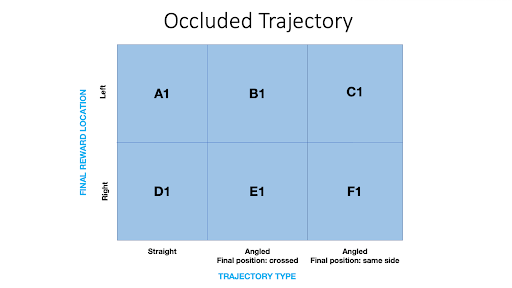 Occluded Trajectory
FINAL REWARD LOCATION
Left
A1
B1
C1
Right
D1
E1
F1
Straight
Angled
Final position: crossed
Angled
Final position: same side
TRAJECTORY TYPE